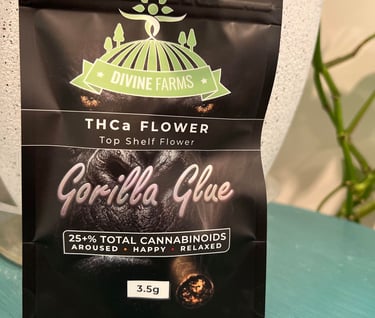 DIVINE FARMS
THCa FLOWER
Top Shelf Flower
Gorilla Glue
25+% TOTAL CANNABINOIDS
AROUSED • HAPPY • RELAXED
3.5g